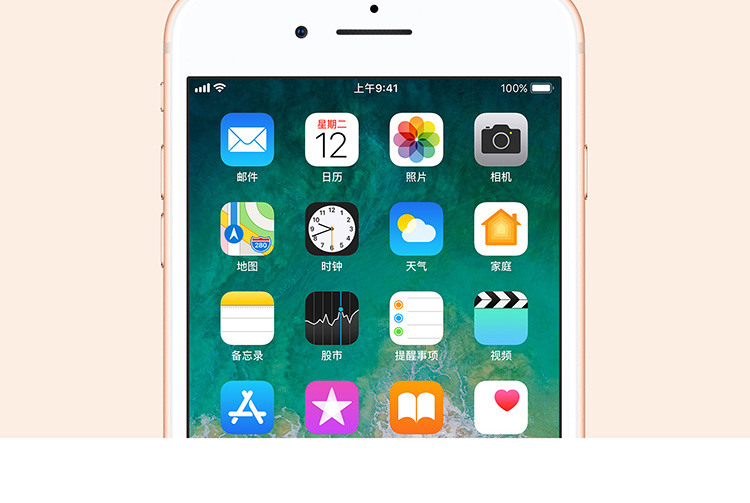 上午9:41 100%
星期二
12
邮件 日历 照片 相机
280
地图 时钟 天气 家庭
备忘录 股市 提醒事项 视频